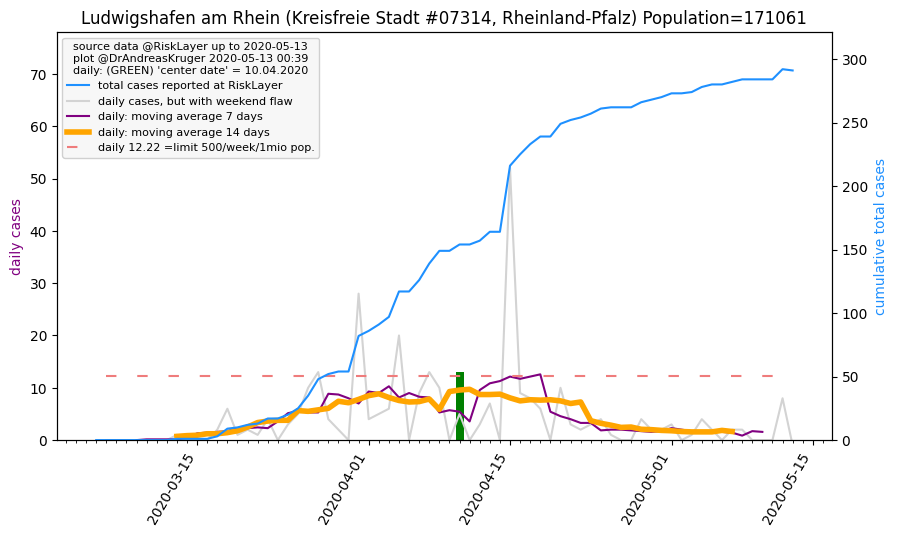 Ludwigshafen am Rhein (Kreisfreie Stadt #07314, Rheinland-Pfalz) Population=171061
source data @RiskLayer up to 2020-05-13
plot @DrAndreasKruger 2020-05-13 00:39
daily: (GREEN) 'center date' = 10.04.2020
total cases reported at RiskLayer
daily cases, but with weekend flaw
daily: moving average 7 days
daily: moving average 14 days
daily 12.22 =limit 500/week/1mio pop.
daily cases
70
60
50
40
30
20
10
0
300
250
200
150
100
50
0
cumulative total cases
2020-03-15
2020-04-01
2020-04-15
2020-05-01
2020-05-15